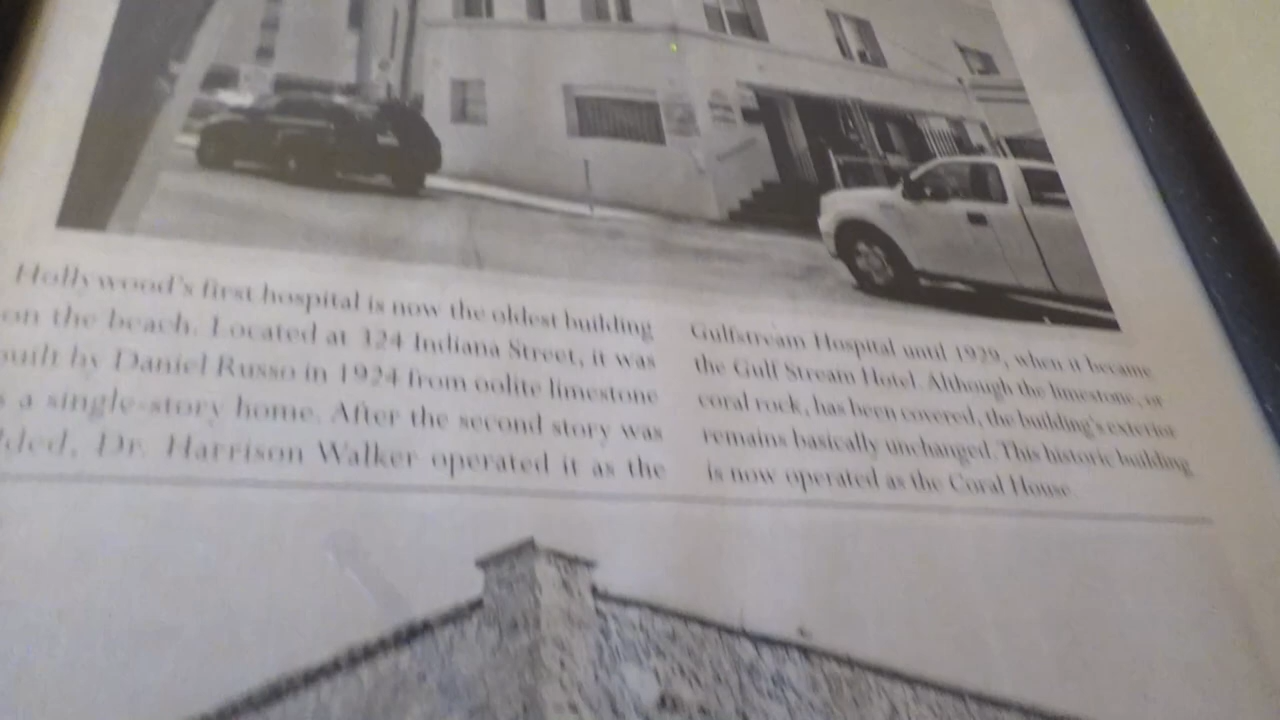 Hollywood's first hospital is now the oldest building
on the beach. Located at 324 Indiana Street, it was
built by Daniel Russo in 1924 from oolite limestone
s a single-story home. After the second story was
dded, Dr. Harrison Walker operated it as the
Gulfstream Hospital until 1929, when it became
the Gulf Stream Hotel. Although the limestone, or
coral rock, has been covered, the building's exterior
remains basically unchanged. This historic building
is now operated as the Coral House.